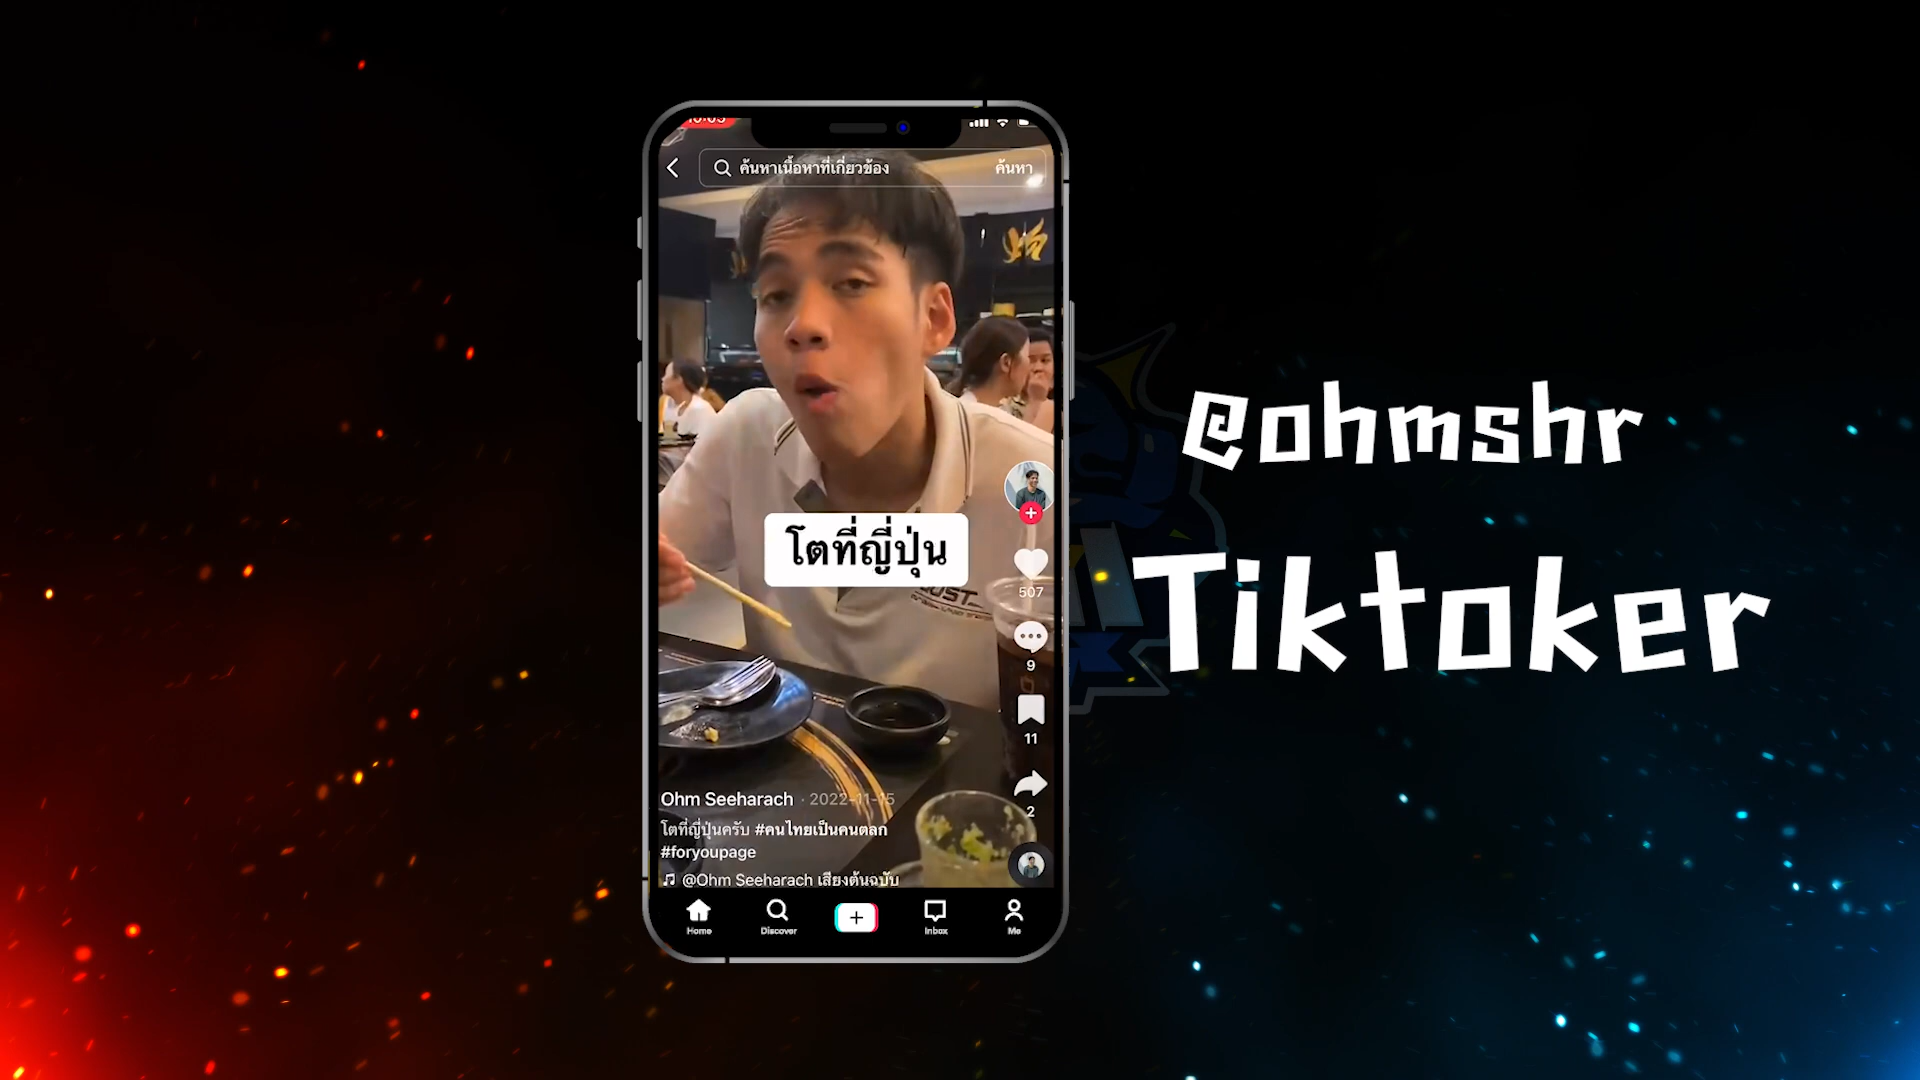 ค้นหาเนื้อหาที่เกี่ยวข้อง
ค้นหา
โตที่ญี่ปุ่น
507
9
11
2
Ohm Seeharach · 2022-11-15
โตที่ญี่ปุ่นครับ #คนไทยเป็นคนตลก
#foryoupage
@Ohm Seeharach เสียงต้นฉบับ
Home
Discover
Inbox
Me
@ohmshr
Tiktoker